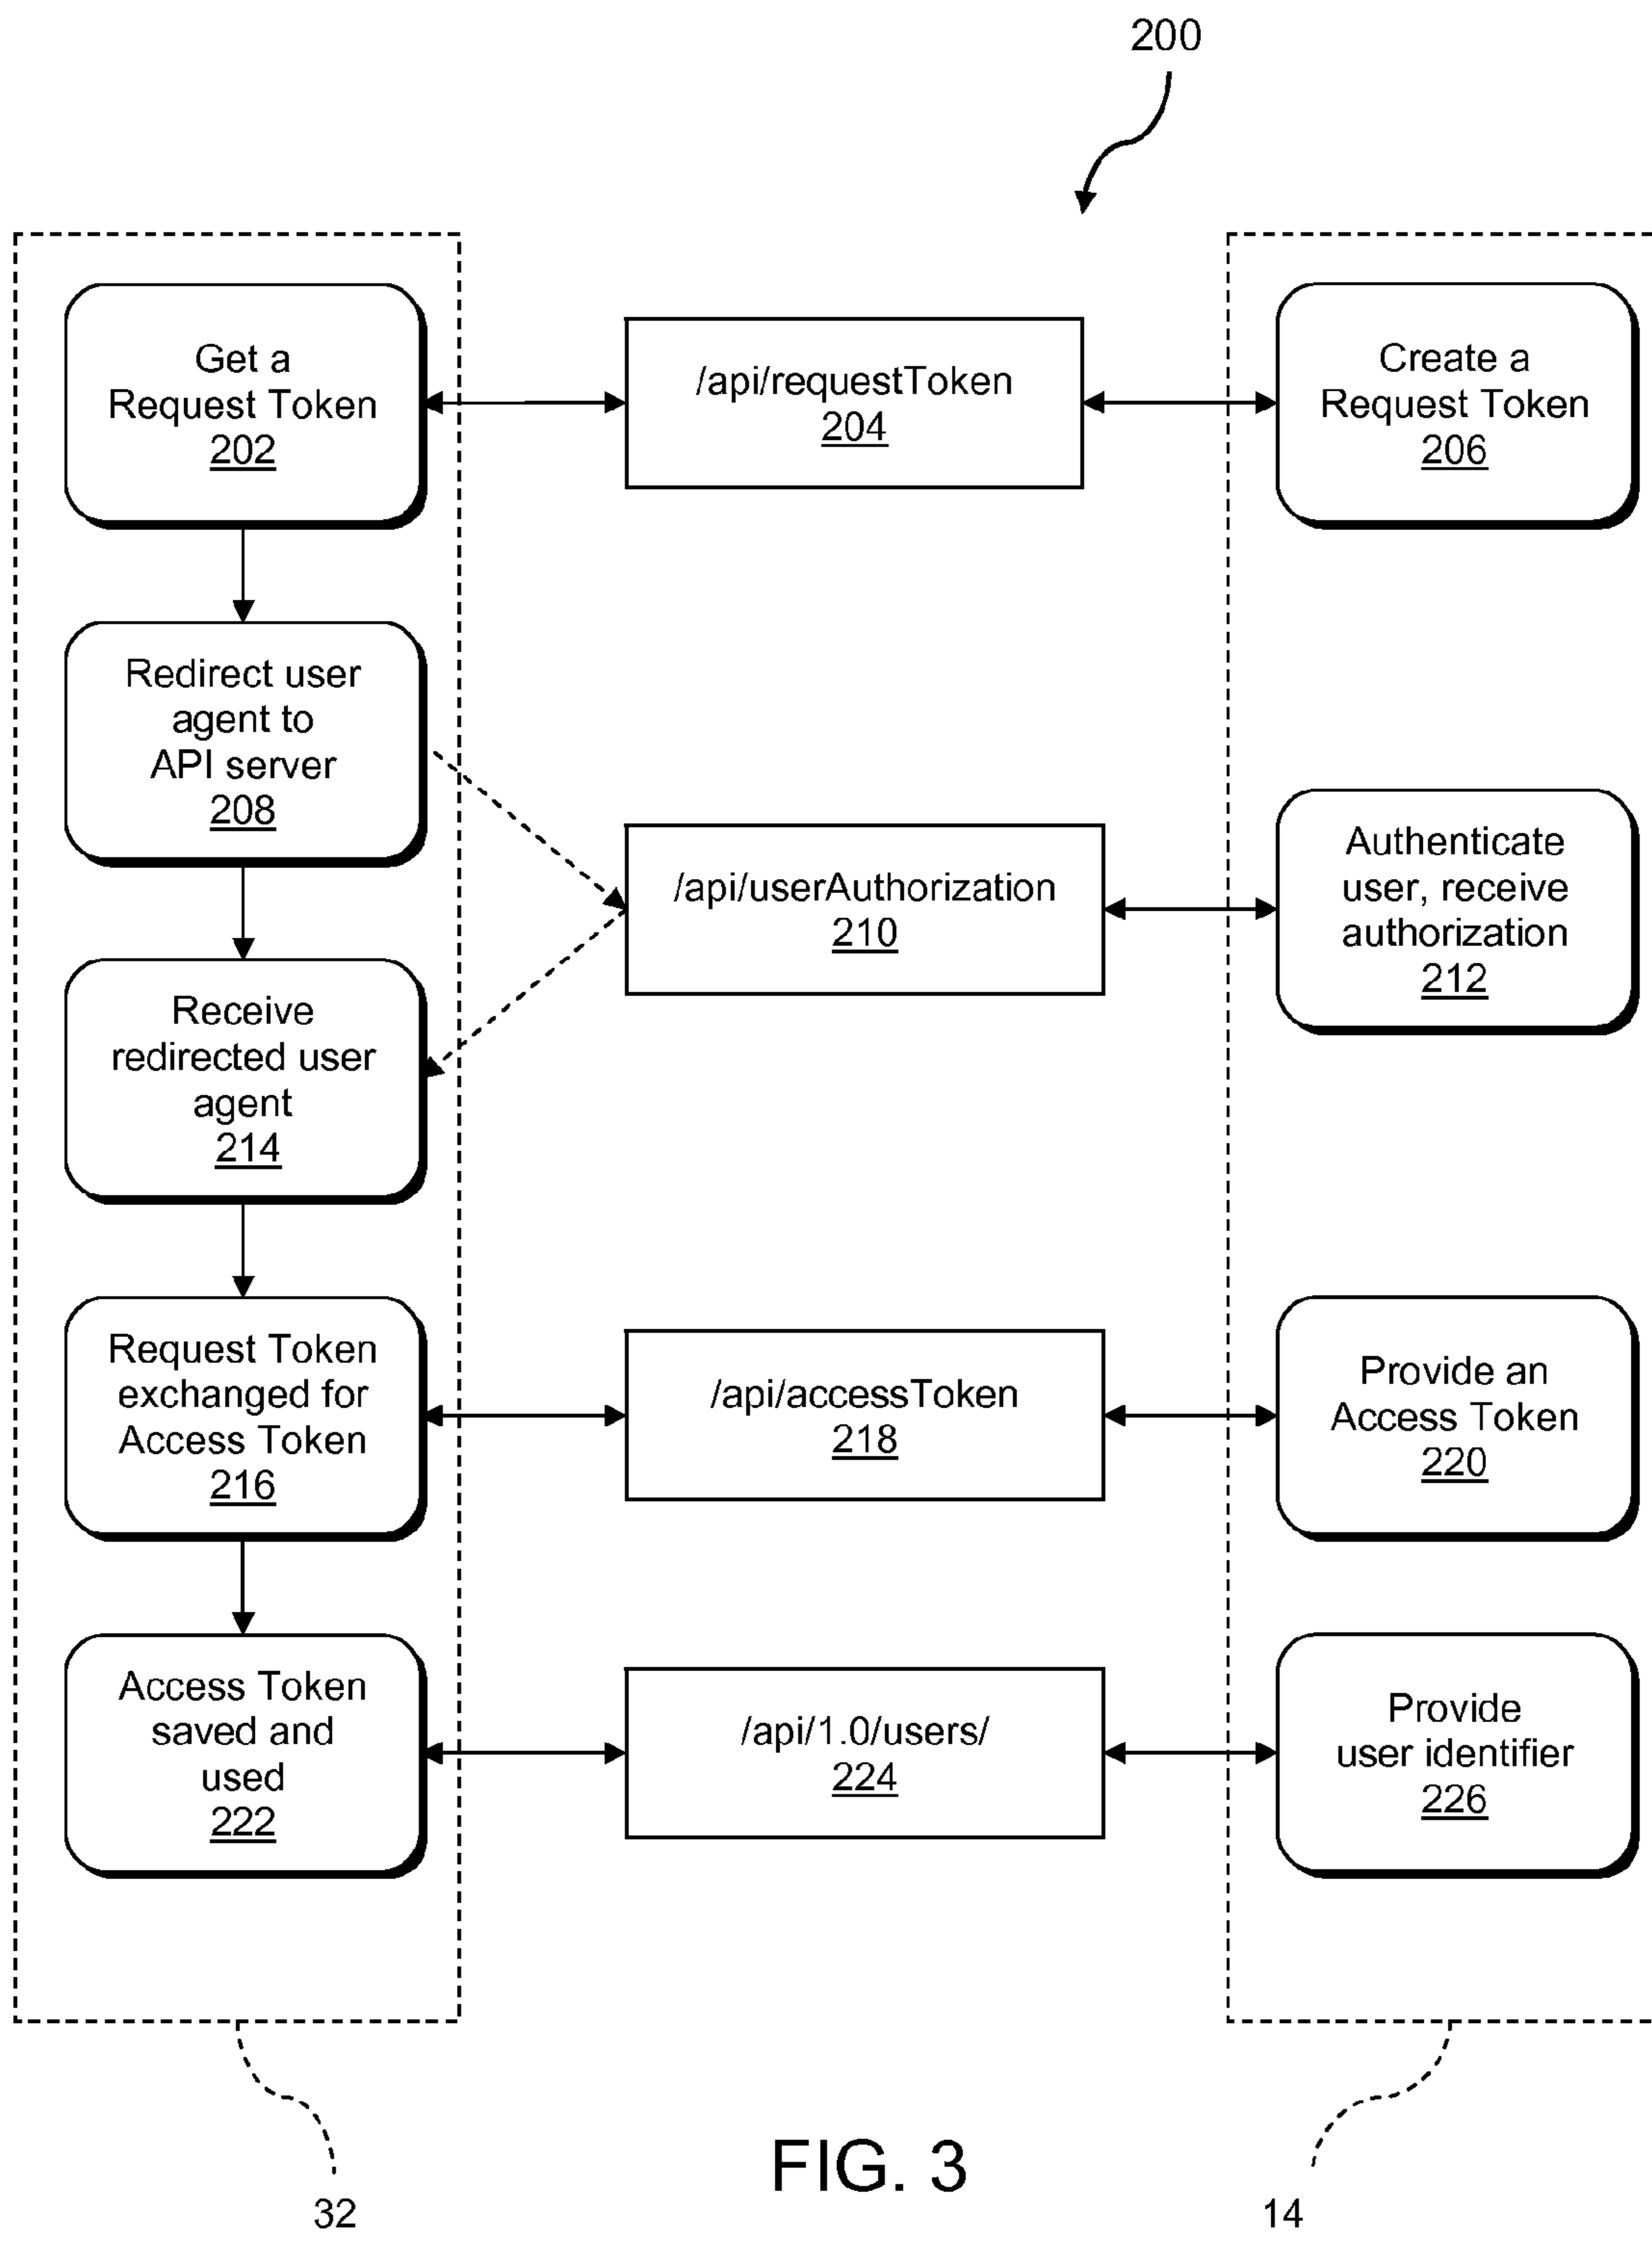 200
Get a
Request Token
202
/api/requestToken
204
Create a
Request Token
206
Redirect user
agent to
API server
208
/api/userAuthorization
210
Authenticate
user, receive
authorization
212
Receive
redirected user
agent
214
Request Token
exchanged for
Access Token
216
/api/accessToken
218
Provide an
Access Token
220
Access Token
saved and
used
222
/api/1.0/users/
224
Provide
user identifier
226
32
FIG. 3
14